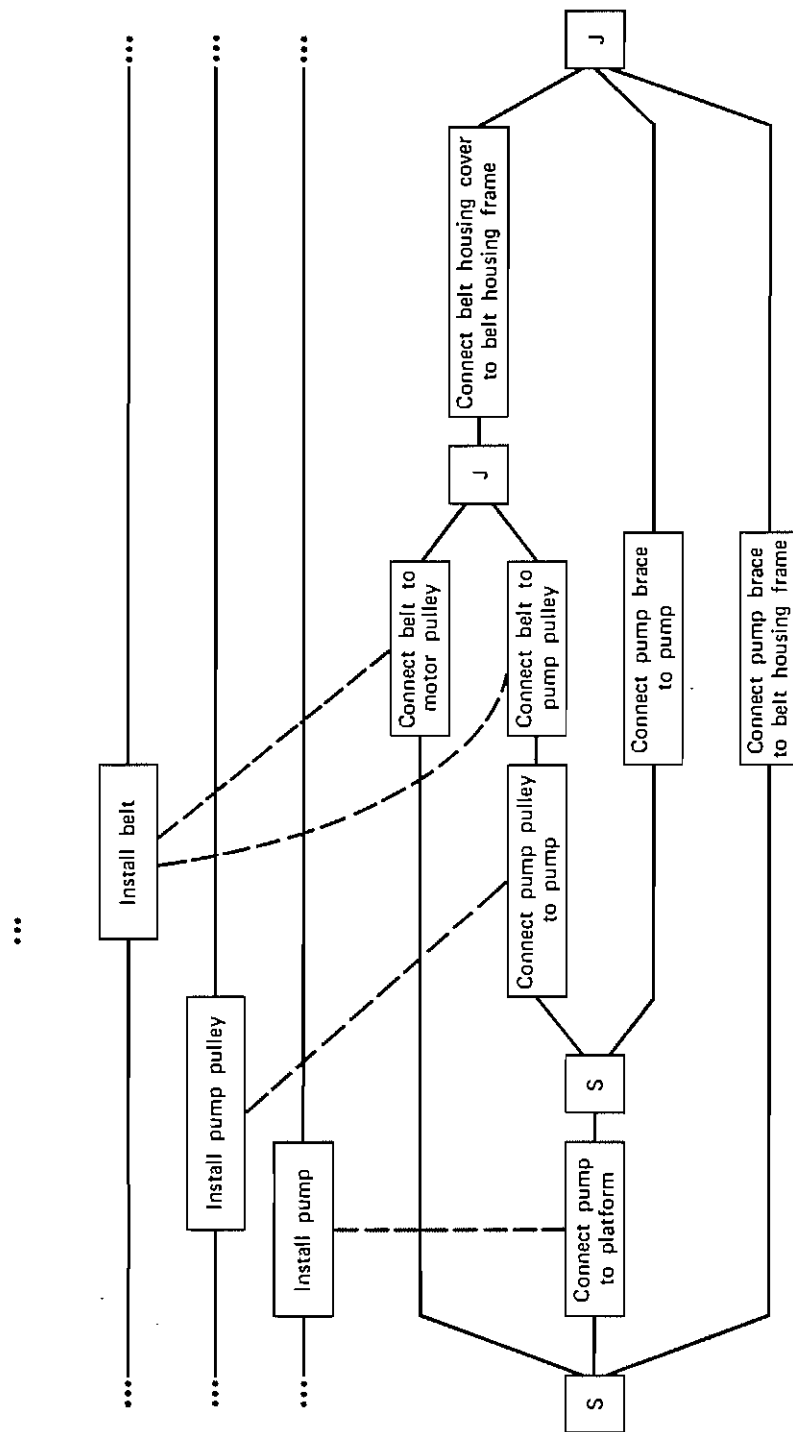 ...
... ...
Install belt
... ...
Install pump pulley
... ...
Install pump
Connect belt to
motor pulley
S
Connect pump
to platform
S
Connect pump pulley
to pump
Connect belt to
pump pulley
J
Connect belt housing cover
to belt housing frame
J
Connect pump brace
to pump
Connect pump brace
to belt housing frame